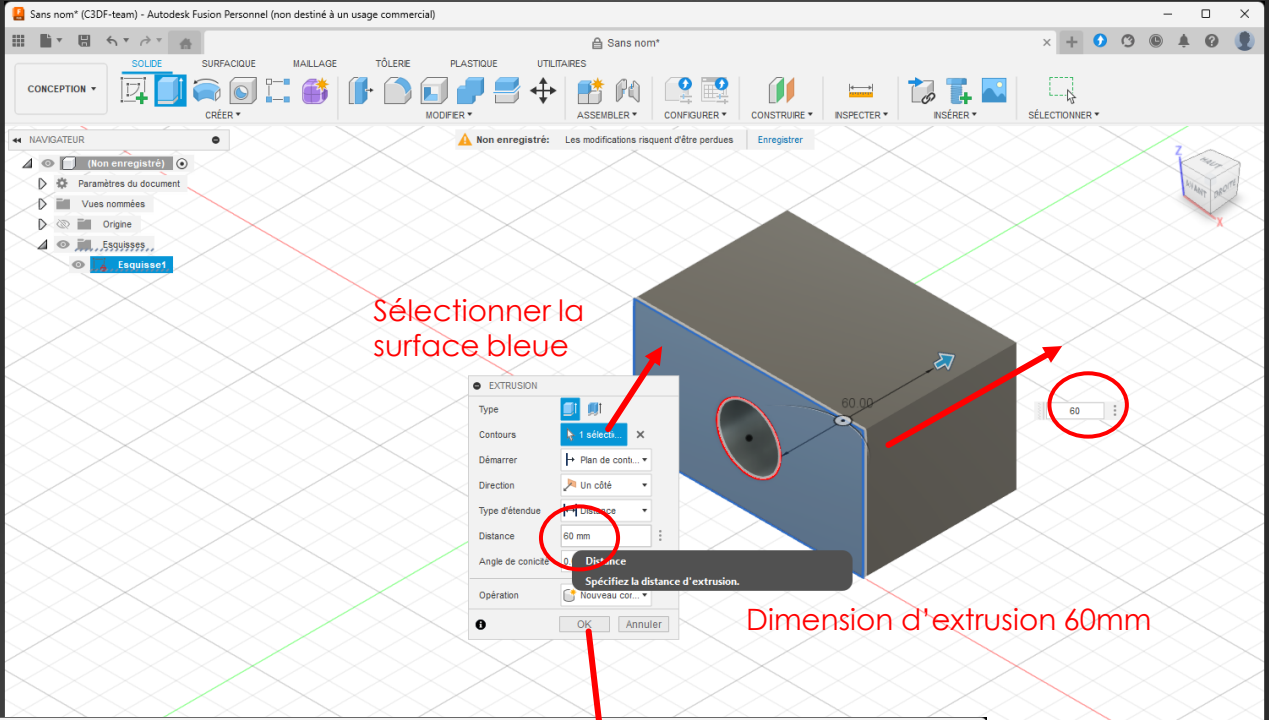 Sans nom* (C3DF-team) - Autodesk Fusion Personnel (non destiné à un usage commercial)
Sans nom*
CONCEPTION
SOLIDE SURFACIQUE MAILLAGE TÔLERIE PLASTIQUE UTILITAIRES
CRÉER MODIFIER ASSEMBLER CONFIGURER CONSTRUIRE INSPECTER INSÉRER SÉLECTIONNER
NAVIGATEUR
Non enregistré: Les modifications risquent d'être perdues Enregistrer
(Non enregistré)
Paramètres du document
Vues nommées
Origine
Esquisses
Esquisse1
Z
HAUT
AVANT DROITE
X
Sélectionner la
surface bleue
EXTRUSION
Type
Contours 1 sélecti...
Démarrer Plan de cont...
Direction Un côté
Type d'étendue Distance
Distance 60 mm
Angle de conicité 0
Distance
Spécifiez la distance d'extrusion.
Opération Nouveau cor...
OK Annuler
60.00
60
Dimension d'extrusion 60mm